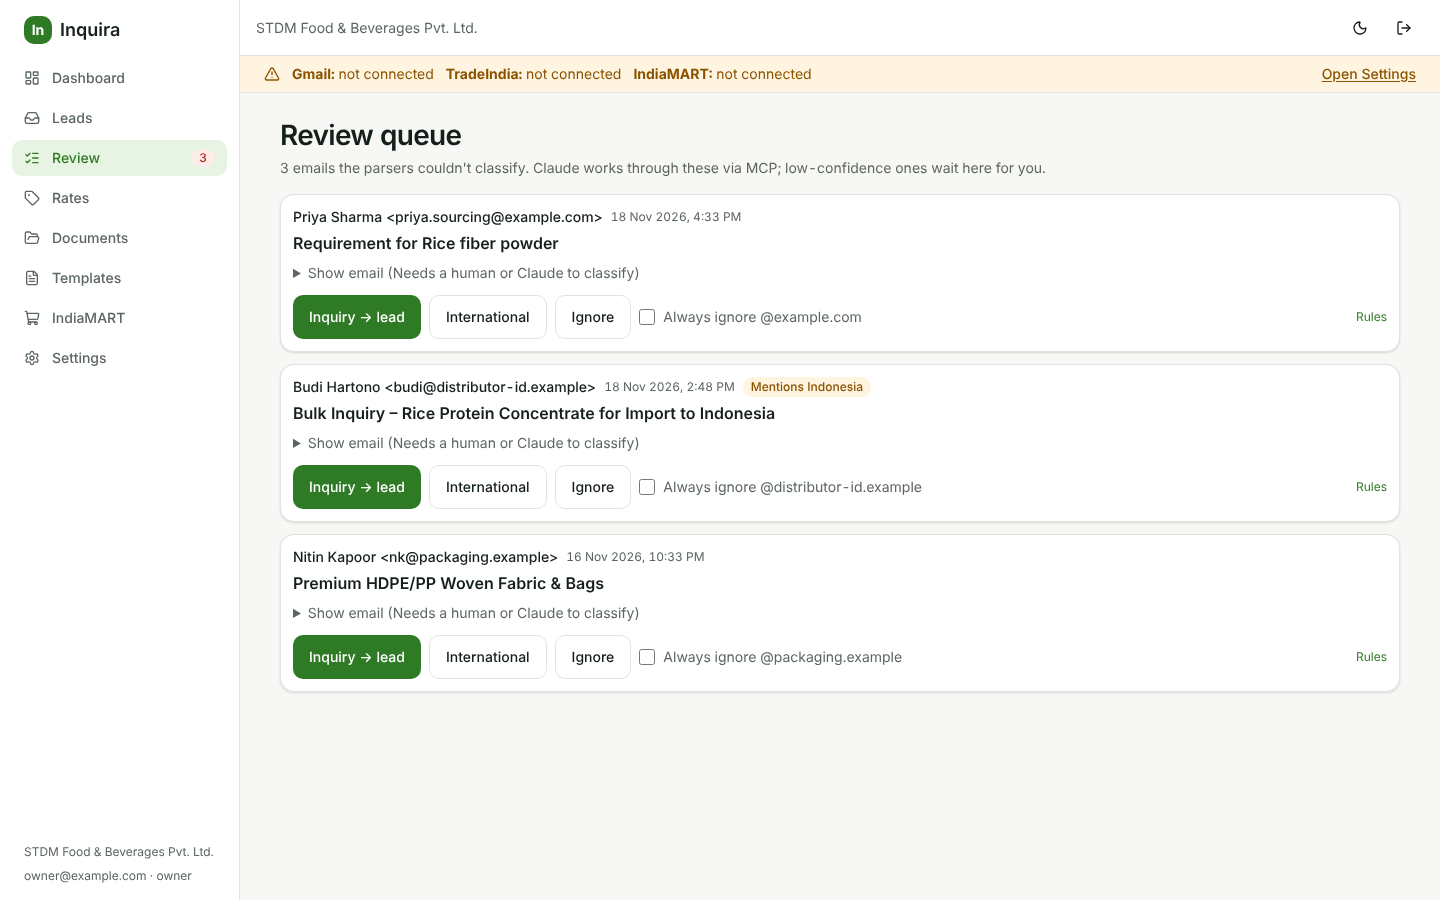 In Inquira
Dashboard
Leads
Review 3
Rates
Documents
Templates
IndiaMART
Settings
STDM Food & Beverages Pvt. Ltd.
owner@example.com · owner
STDM Food & Beverages Pvt. Ltd.
Gmail: not connected TradeIndia: not connected IndiaMART: not connected Open Settings
Review queue
3 emails the parsers couldn't classify. Claude works through these via MCP; low-confidence ones wait here for you.
Priya Sharma <priya.sourcing@example.com> 18 Nov 2026, 4:33 PM
Requirement for Rice fiber powder
Show email (Needs a human or Claude to classify)
Inquiry → lead International Ignore Always ignore @example.com Rules
Budi Hartono <budi@distributor-id.example> 18 Nov 2026, 2:48 PM Mentions Indonesia
Bulk Inquiry – Rice Protein Concentrate for Import to Indonesia
Show email (Needs a human or Claude to classify)
Inquiry → lead International Ignore Always ignore @distributor-id.example Rules
Nitin Kapoor <nk@packaging.example> 16 Nov 2026, 10:33 PM
Premium HDPE/PP Woven Fabric & Bags
Show email (Needs a human or Claude to classify)
Inquiry → lead International Ignore Always ignore @packaging.example Rules